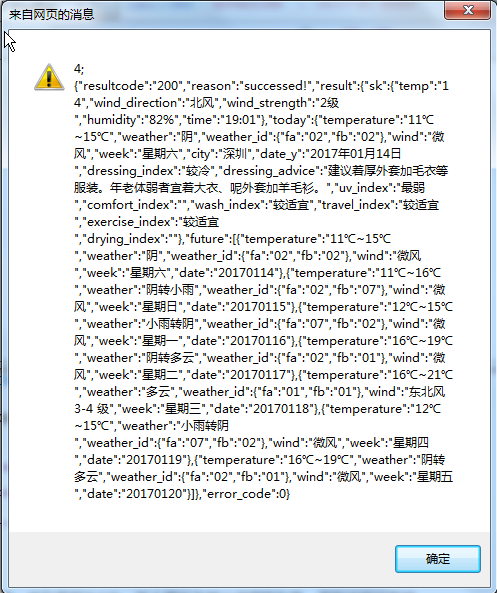 来自网页的消息
4;
{"resultcode":"200","reason":"successed!","result":{"sk":{"temp":"1
4","wind_direction":"北风","wind_strength":"2级
","humidity":"82%","time":"19:01"},"today":{"temperature":"11℃
~15℃","weather":"阴","weather_id":{"fa":"02","fb":"02"},"wind":"微
风","week":"星期六","city":"深圳","date_y":"2017年01月14日
","dressing_index":"较冷","dressing_advice":"建议着厚外套加毛衣等
服装。年老体弱者宜着大衣、呢外套加羊毛衫。","uv_index":"最弱
","comfort_index":"","wash_index":"较适宜","travel_index":"较适宜
","exercise_index":"较适宜
","drying_index":""},"future":[{"temperature":"11℃~15℃
","weather":"阴","weather_id":{"fa":"02","fb":"02"},"wind":"微风
","week":"星期六","date":"20170114"},{"temperature":"11℃~16℃
","weather":"阴转小雨","weather_id":{"fa":"02","fb":"07"},"wind":"微
风","week":"星期日","date":"20170115"},{"temperature":"12℃~15℃
","weather":"小雨转阴","weather_id":{"fa":"07","fb":"02"},"wind":"微
风","week":"星期一","date":"20170116"},{"temperature":"16℃~19℃
","weather":"阴转多云","weather_id":{"fa":"02","fb":"01"},"wind":"微
风","week":"星期二","date":"20170117"},{"temperature":"16℃~21℃
","weather":"多云","weather_id":{"fa":"01","fb":"01"},"wind":"东北风
3-4 级","week":"星期三","date":"20170118"},{"temperature":"12℃
~15℃","weather":"小雨转阴
","weather_id":{"fa":"07","fb":"02"},"wind":"微风","week":"星期四
","date":"20170119"},{"temperature":"16℃~19℃","weather":"阴转
多云","weather_id":{"fa":"02","fb":"01"},"wind":"微风","week":"星期五
","date":"20170120"}]},"error_code":0}
确定